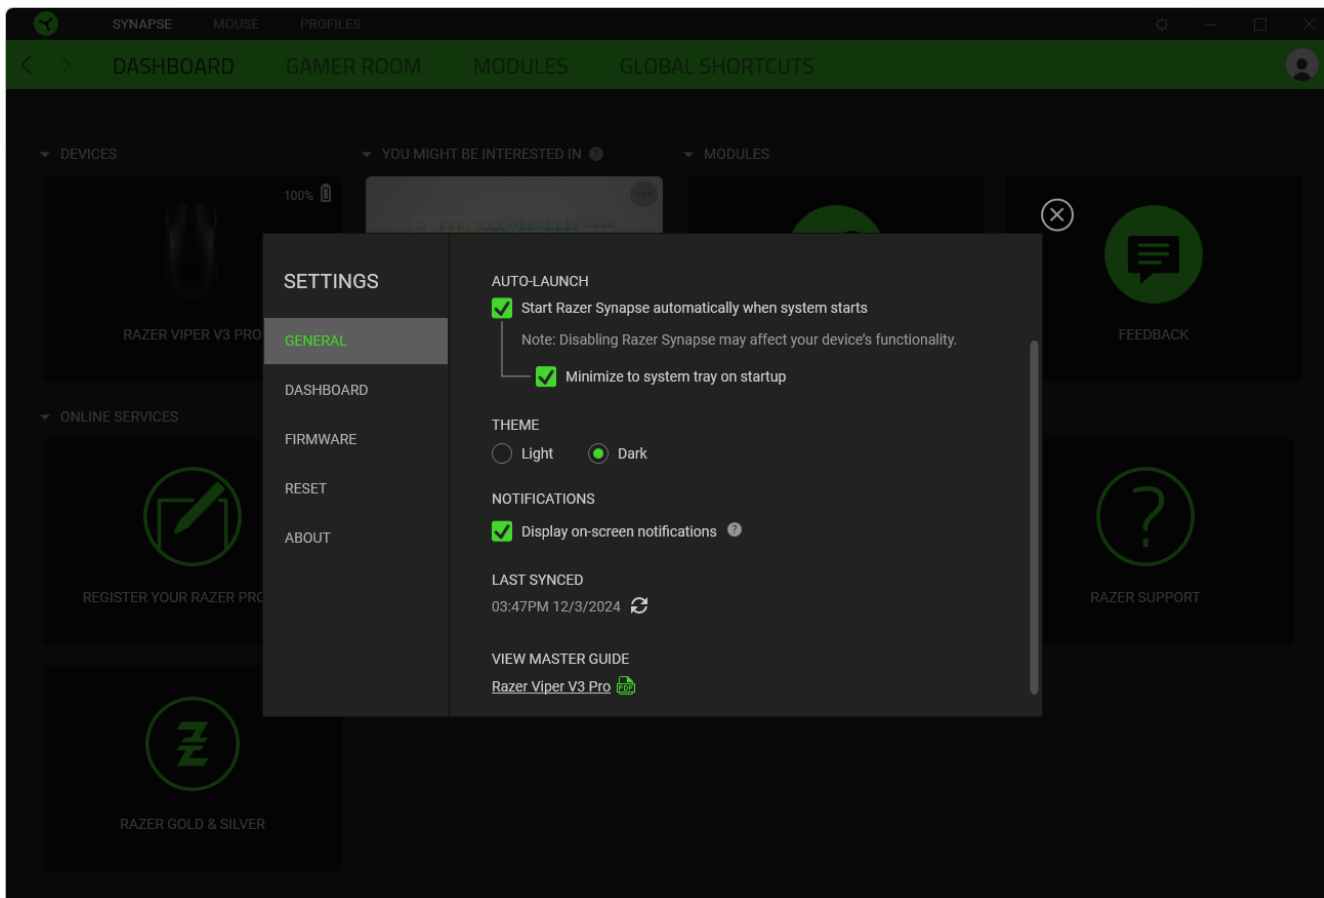 SYNAPSE MOUSE PROFILES
DASHBOARD GAMER ROOM MODULES GLOBAL SHORTCUTS
DEVICES YOU MIGHT BE INTERESTED IN ? MODULES
100%
RAZER VIPER V3 PRO
FEEDBACK
ONLINE SERVICES
REGISTER YOUR RAZER PRO
RAZER SUPPORT
RAZER GOLD & SILVER
SETTINGS
GENERAL
DASHBOARD
FIRMWARE
RESET
ABOUT
AUTO-LAUNCH
Start Razer Synapse automatically when system starts
Note: Disabling Razer Synapse may affect your device's functionality.
Minimize to system tray on startup
THEME
Light Dark
NOTIFICATIONS
Display on-screen notifications ?
LAST SYNCED
03:47PM 12/3/2024
VIEW MASTER GUIDE
Razer Viper V3 Pro PDF